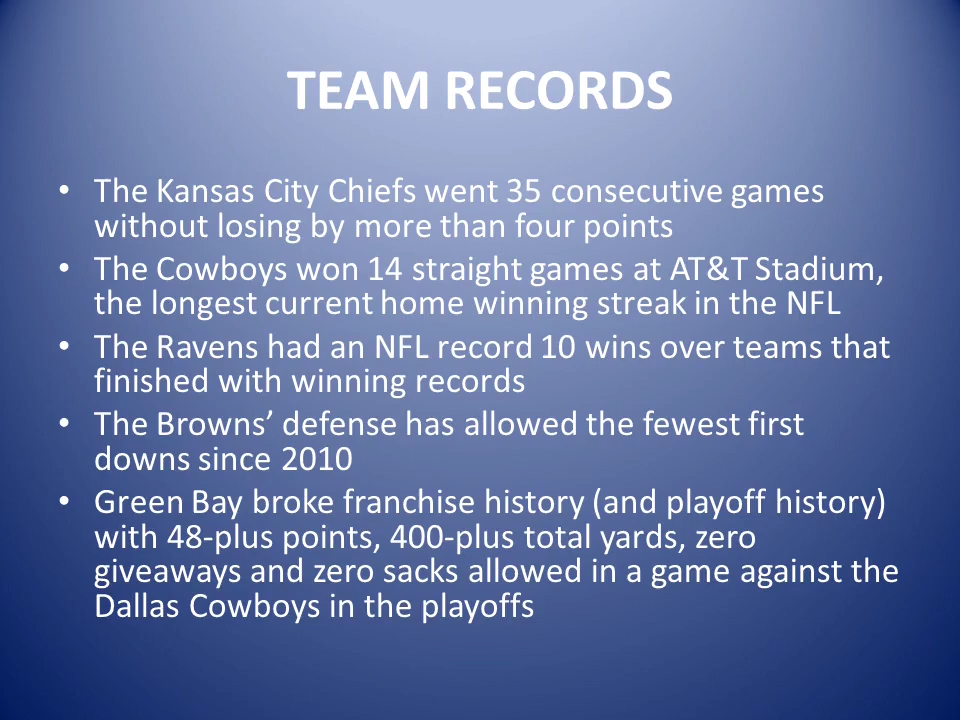 TEAM RECORDS
• The Kansas City Chiefs went 35 consecutive games
without losing by more than four points
• The Cowboys won 14 straight games at AT&T Stadium,
the longest current home winning streak in the NFL
• The Ravens had an NFL record 10 wins over teams that
finished with winning records
• The Browns’ defense has allowed the fewest first
downs since 2010
• Green Bay broke franchise history (and playoff history)
with 48-plus points, 400-plus total yards, zero
giveaways and zero sacks allowed in a game against the
Dallas Cowboys in the playoffs